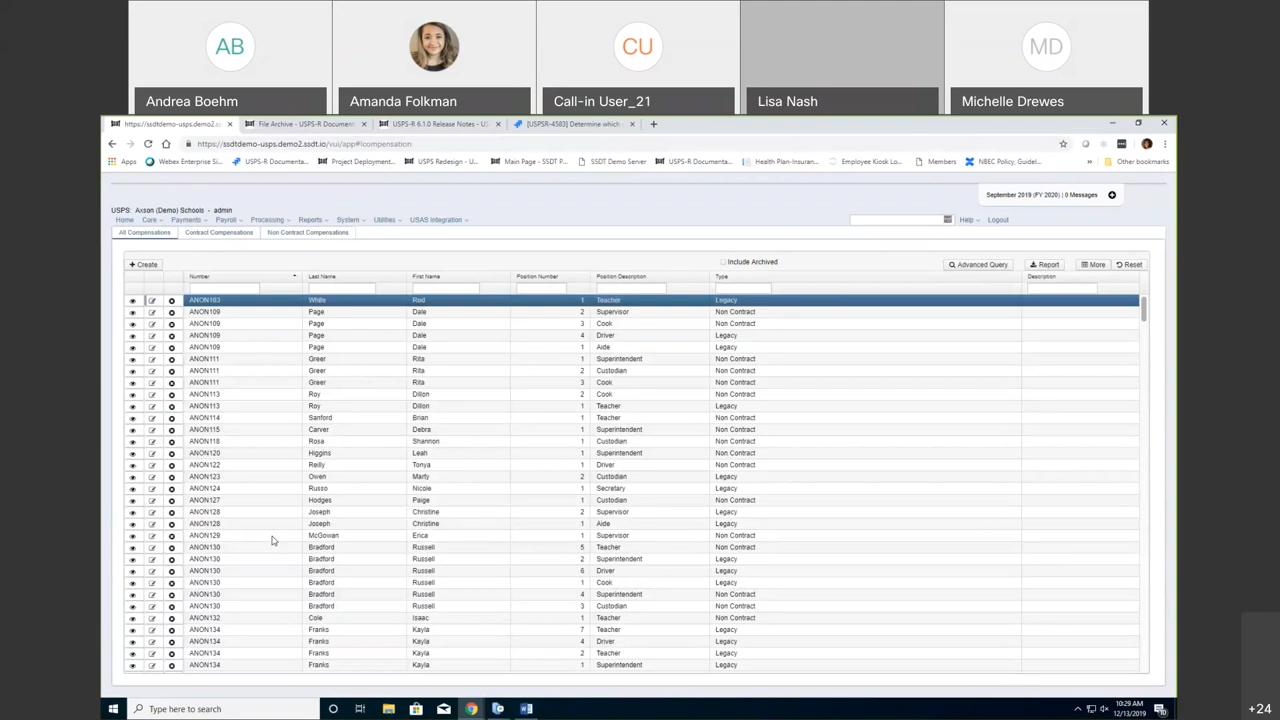 AB
CU
MD
Andrea Boehm
Amanda Folkman
Call-in User_21
Lisa Nash
Michelle Drewes
https://ssdtdemo-usps.demo2.ssdt
File Archive - USPS-R Document
USPS-R 6.1.0 Release Notes - US
[USPSR-4583] Determine which
https://ssdtdemo-usps.demo2.ssdt.io/vui/app#!compensation
Apps Webex Enterprise Si... USPS-R Documenta... Project Deployment... USPS Redesign - U... Main Page - SSDT P... SSDT Demo Server USPS-R Documenta... Health Plan-Insuran... Employee Kiosk Lo... Members NBEC Policy, Guidel... » Other bookmarks
September 2019 (FY 2020) | 0 Messages
USPS: Axson (Demo) Schools - admin
Home Core Payments Payroll Processing Reports System Utilities USAS Integration Help Logout
All Compensations Contract Compensations Non Contract Compensations
Create Include Archived Advanced Query Report More Reset
Number Last Name First Name Position Number Position Description Type Description
ANON103 White Rod 1 Teacher Legacy
ANON109 Page Dale 2 Supervisor Non Contract
ANON109 Page Dale 3 Cook Non Contract
ANON109 Page Dale 4 Driver Legacy
ANON109 Page Dale 1 Aide Legacy
ANON111 Greer Rita 1 Superintendent Non Contract
ANON111 Greer Rita 2 Custodian Non Contract
ANON111 Greer Rita 3 Cook Non Contract
ANON113 Roy Dillon 2 Cook Non Contract
ANON113 Roy Dillon 1 Teacher Legacy
ANON114 Sanford Brian 1 Teacher Non Contract
ANON115 Carver Debra 1 Superintendent Non Contract
ANON118 Rosa Shannon 1 Custodian Non Contract
ANON120 Higgins Leah 1 Superintendent Non Contract
ANON122 Reilly Tonya 1 Driver Non Contract
ANON123 Owen Marty 2 Custodian Legacy
ANON124 Russo Nicole 1 Secretary Legacy
ANON127 Hodges Paige 1 Custodian Non Contract
ANON128 Joseph Christine 2 Supervisor Legacy
ANON128 Joseph Christine 1 Aide Legacy
ANON129 McGowan Erica 1 Supervisor Non Contract
ANON130 Bradford Russell 5 Teacher Non Contract
ANON130 Bradford Russell 2 Superintendent Legacy
ANON130 Bradford Russell 6 Driver Legacy
ANON130 Bradford Russell 1 Cook Legacy
ANON130 Bradford Russell 4 Superintendent Non Contract
ANON130 Bradford Russell 3 Custodian Non Contract
ANON132 Cole Isaac 1 Teacher Non Contract
ANON134 Franks Kayla 7 Teacher Legacy
ANON134 Franks Kayla 4 Driver Legacy
ANON134 Franks Kayla 2 Teacher Legacy
ANON134 Franks Kayla 1 Superintendent Legacy
Type here to search
10:29 AM
12/13/2019
+24